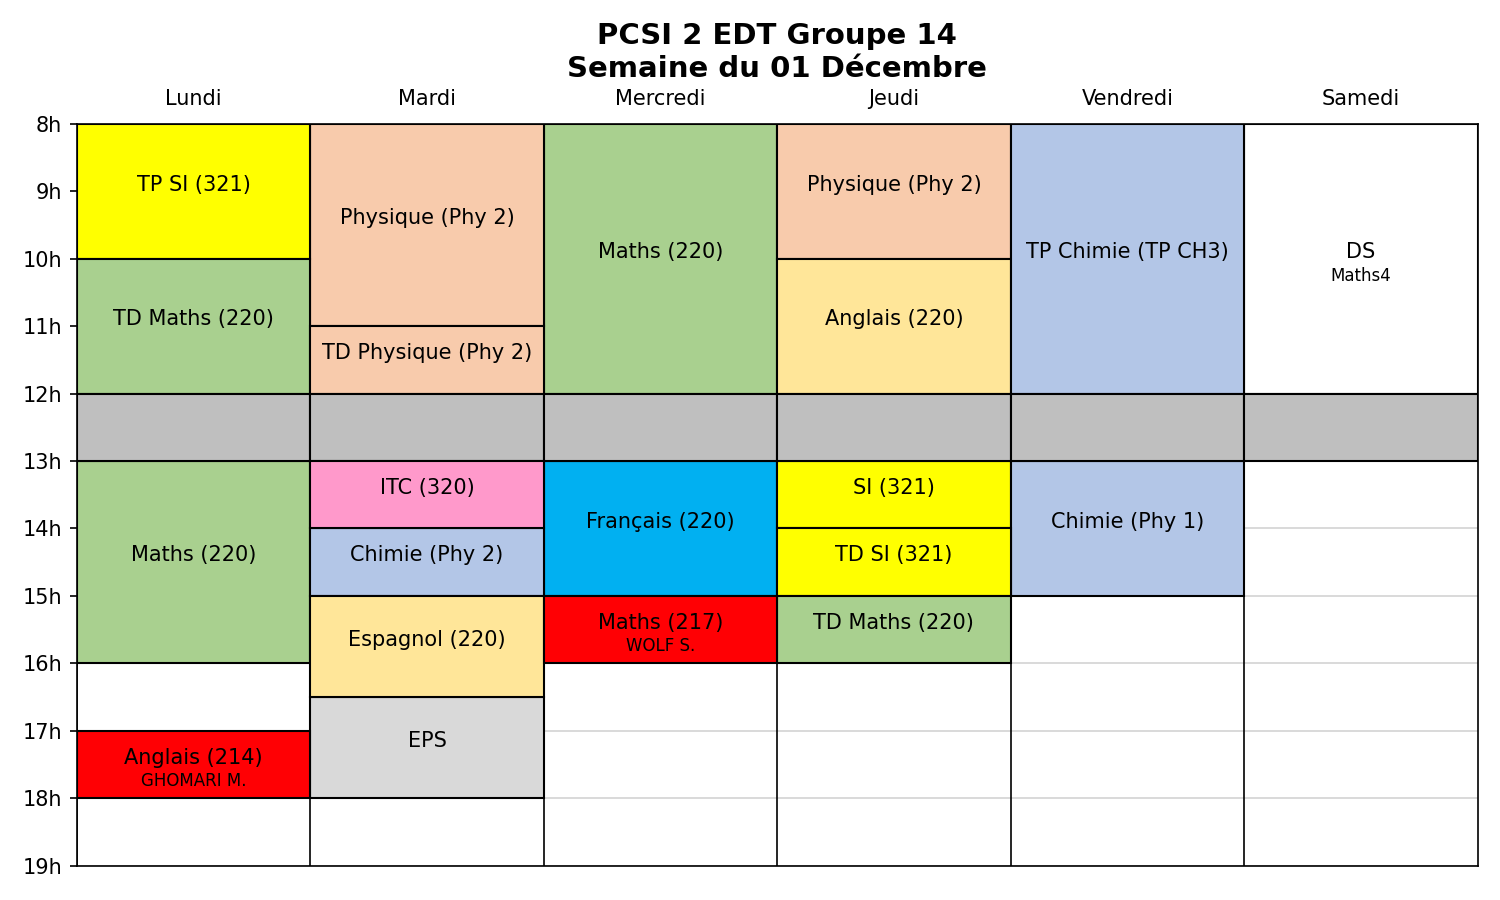 PCSI 2 EDT Groupe 14
Semaine du 01 Décembre
Lundi Mardi Mercredi Jeudi Vendredi Samedi
8h
9h
10h
11h
12h
13h
14h
15h
16h
17h
18h
19h
TP SI (321)
TD Maths (220)
Maths (220)
Anglais (214)
GHOMARI M.
Physique (Phy 2)
TD Physique (Phy 2)
ITC (320)
Chimie (Phy 2)
Espagnol (220)
EPS
Maths (220)
Français (220)
Maths (217)
WOLF S.
Physique (Phy 2)
Anglais (220)
SI (321)
TD SI (321)
TD Maths (220)
TP Chimie (TP CH3)
Chimie (Phy 1)
DS
Maths4